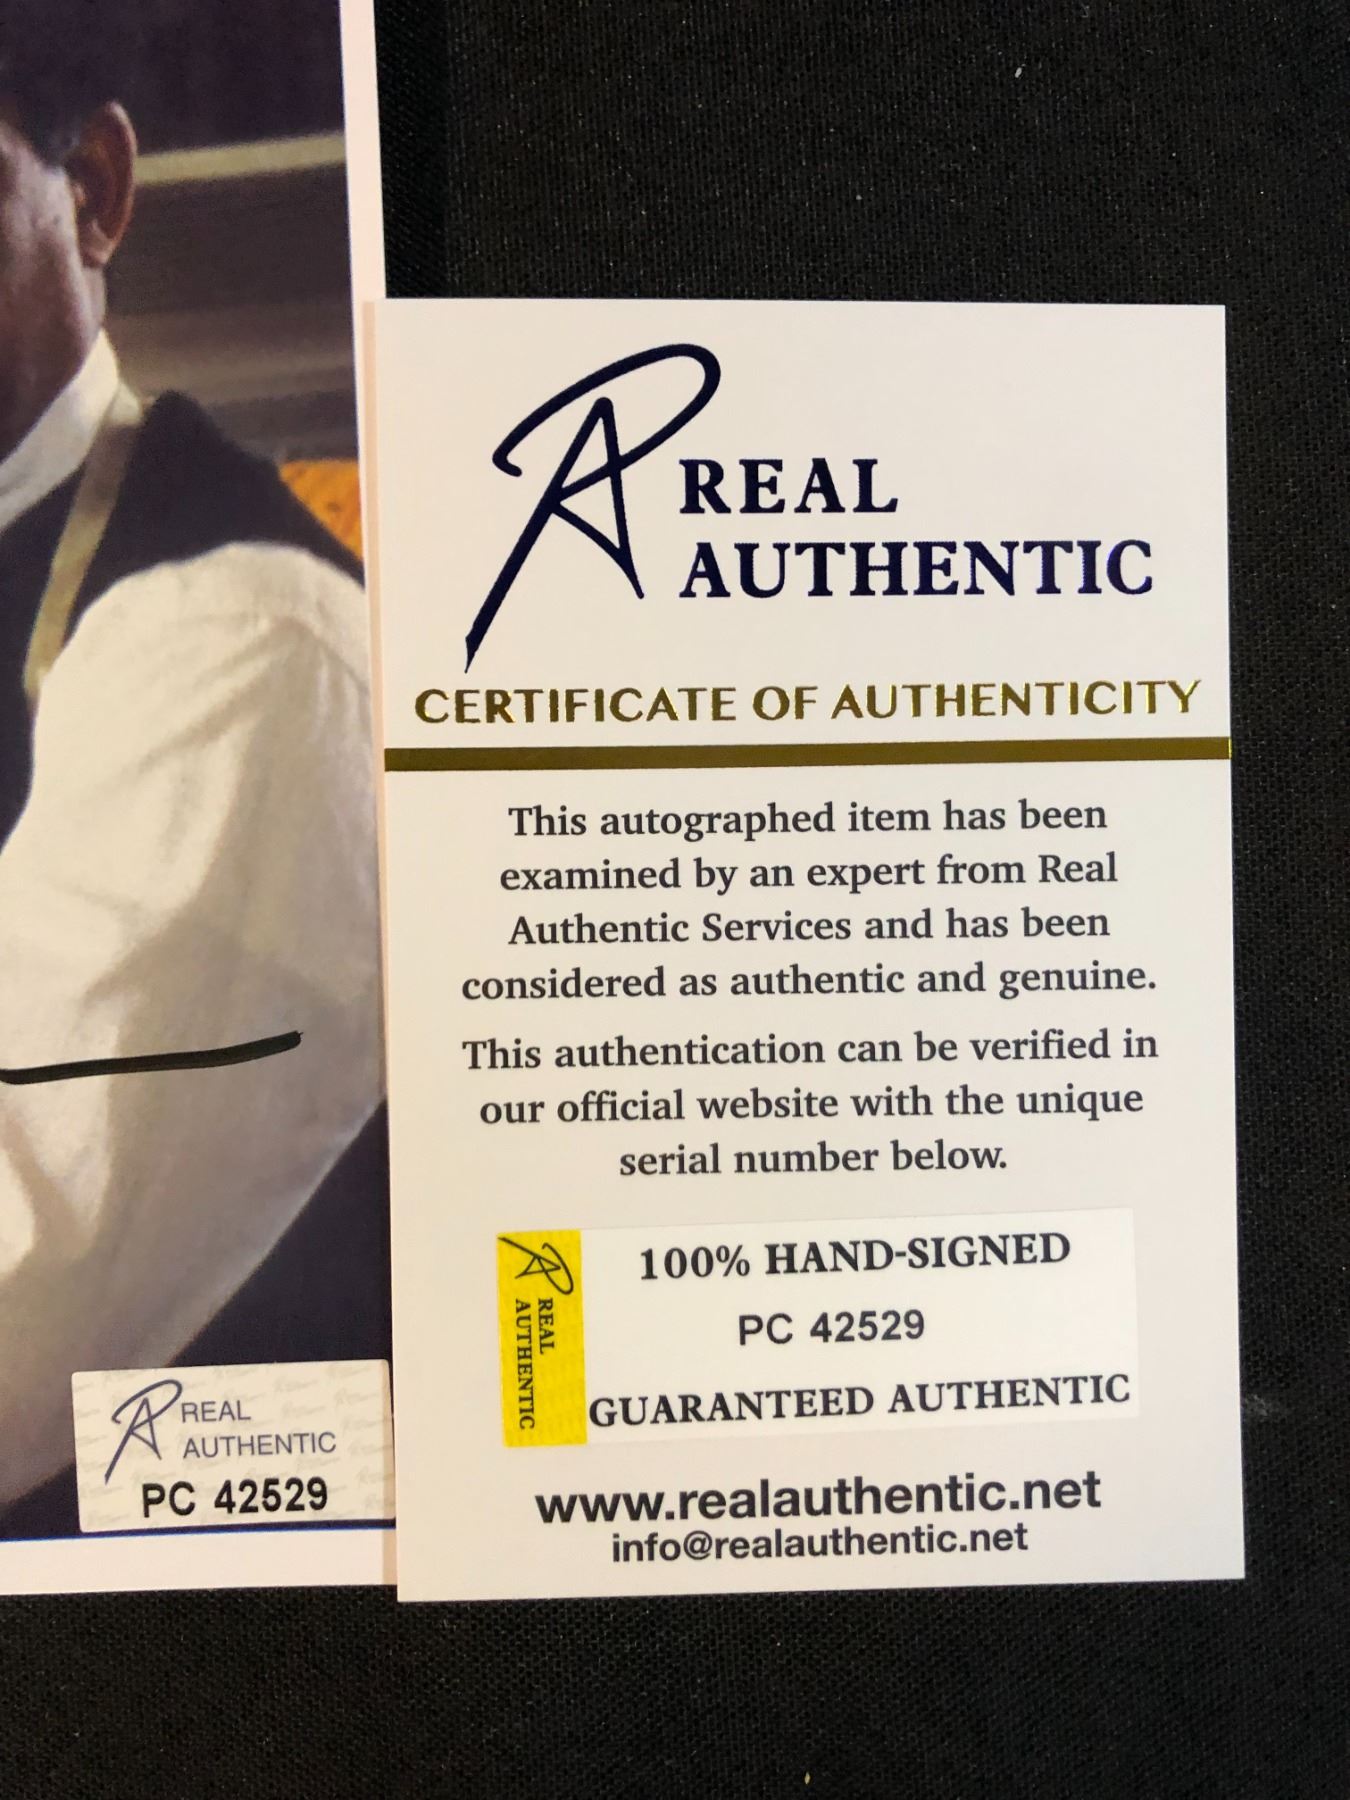 REAL
AUTHENTIC
CERTIFICATE OF AUTHENTICITY
This autographed item has been
examined by an expert from Real
Authentic Services and has been
considered as authentic and genuine.
This authentication can be verified in
our official website with the unique
serial number below.
REAL
AUTHENTIC
100% HAND-SIGNED
PC 42529
GUARANTEED AUTHENTIC
www.realauthentic.net
info@realauthentic.net
REAL
AUTHENTIC
PC 42529